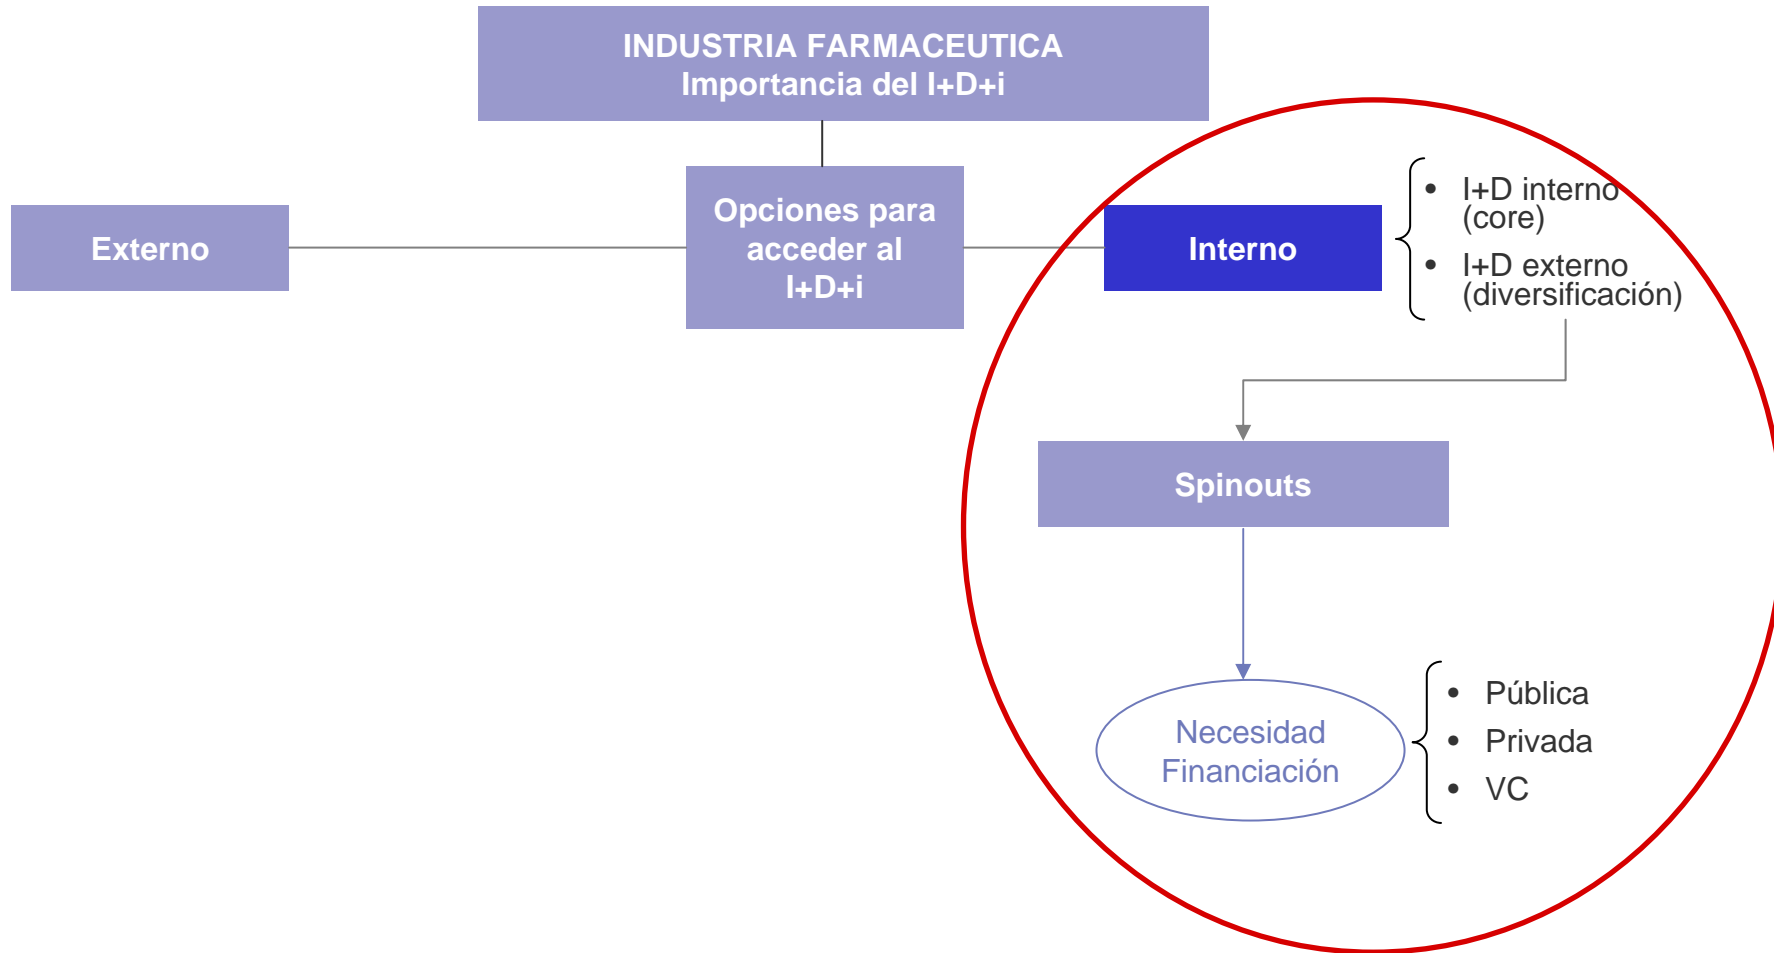 INDUSTRIA FARMACEUTICA
Importancia del I+D+i
Externo
Opciones para
acceder al
I+D+i
Interno
• I+D interno
(core)
• I+D externo
(diversificación)
Spinouts
Necesidad
Financiación
• Pública
• Privada
• VC